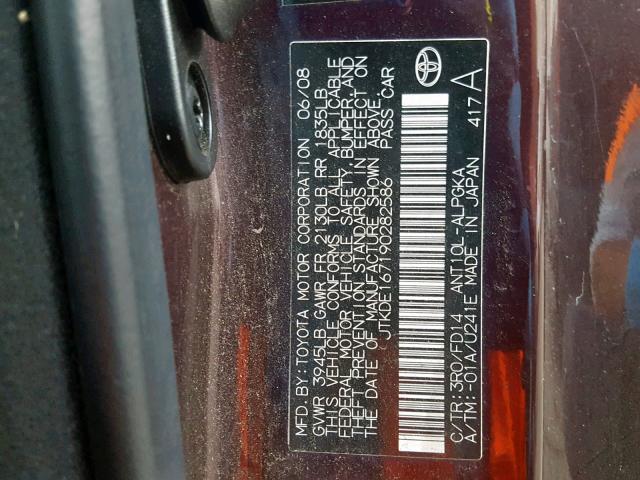 MFD. BY: TOYOTA MOTOR CORPORATION 06/08
GVWR 3945LB GAWR FR 2130LB RR 1835LB
THIS VEHICLE CONFORMS TO ALL APPLICABLE
FEDERAL MOTOR VEHICLE SAFETY, BUMPER, AND
THEFT PREVENTION STANDARDS IN EFFECT ON
THE DATE OF MANUFACTURE SHOWN ABOVE.
JTKDE167190282586 PASS. CAR
C/TR: 3R0/FD14 ANT10L-ALPGKA
A/TM: -01A/U241E MADE IN JAPAN 417 A